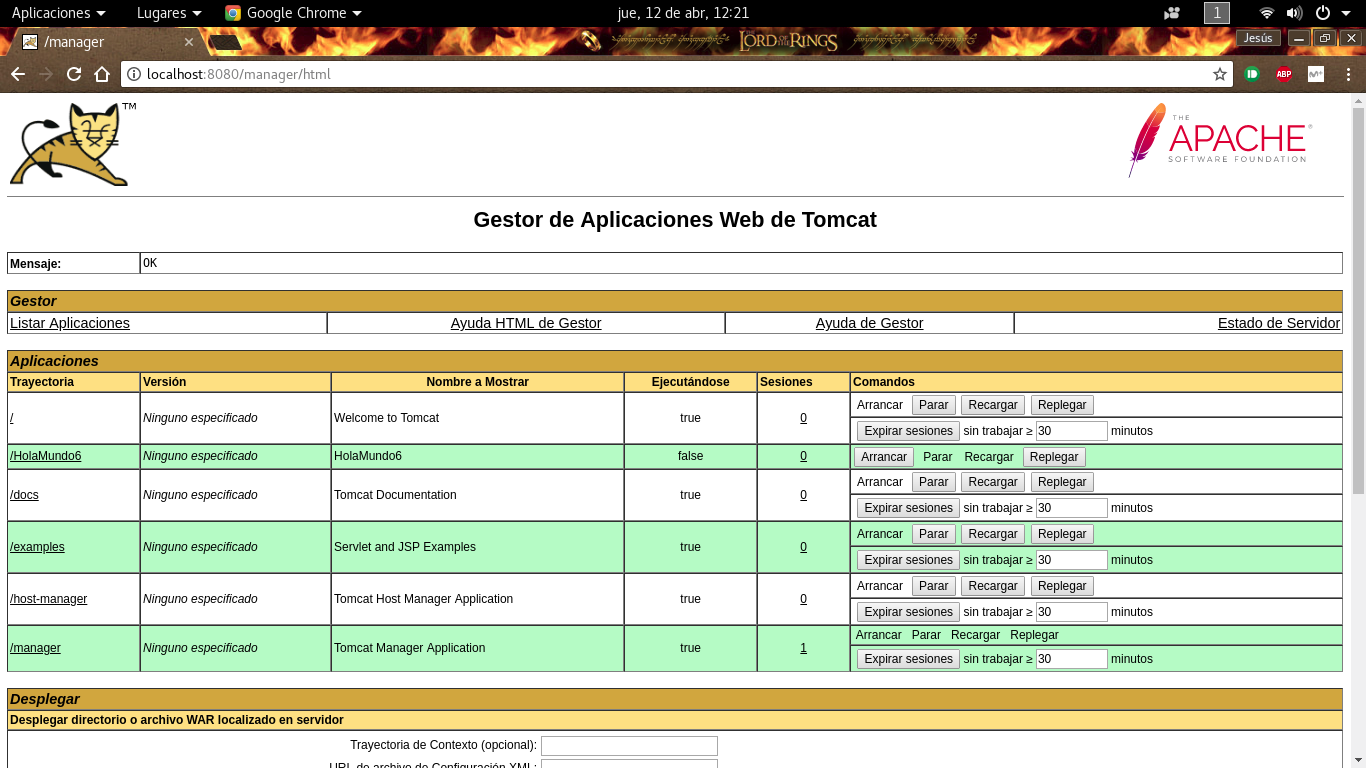 Aplicaciones Lugares Google Chrome jue, 12 de abr, 12:21 1
/manager THE LORD OF THE RINGS Jesús
localhost:8080/manager/html ABP M+
TM
THE
APACHE®
SOFTWARE FOUNDATION
Gestor de Aplicaciones Web de Tomcat
Mensaje: OK
Gestor
Listar Aplicaciones Ayuda HTML de Gestor Ayuda de Gestor Estado de Servidor
Aplicaciones
Trayectoria Versión Nombre a Mostrar Ejecutándose Sesiones Comandos
/ Ninguno especificado Welcome to Tomcat true 0 Arrancar Parar Recargar Replegar
Expirar sesiones sin trabajar ≥ 30 minutos
/HolaMundo6 Ninguno especificado HolaMundo6 false 0 Arrancar Parar Recargar Replegar
/docs Ninguno especificado Tomcat Documentation true 0 Arrancar Parar Recargar Replegar
Expirar sesiones sin trabajar ≥ 30 minutos
/examples Ninguno especificado Servlet and JSP Examples true 0 Arrancar Parar Recargar Replegar
Expirar sesiones sin trabajar ≥ 30 minutos
/host-manager Ninguno especificado Tomcat Host Manager Application true 0 Arrancar Parar Recargar Replegar
Expirar sesiones sin trabajar ≥ 30 minutos
/manager Ninguno especificado Tomcat Manager Application true 1 Arrancar Parar Recargar Replegar
Expirar sesiones sin trabajar ≥ 30 minutos
Desplegar
Desplegar directorio o archivo WAR localizado en servidor
Trayectoria de Contexto (opcional):
URL de archivo de Configuración XML: